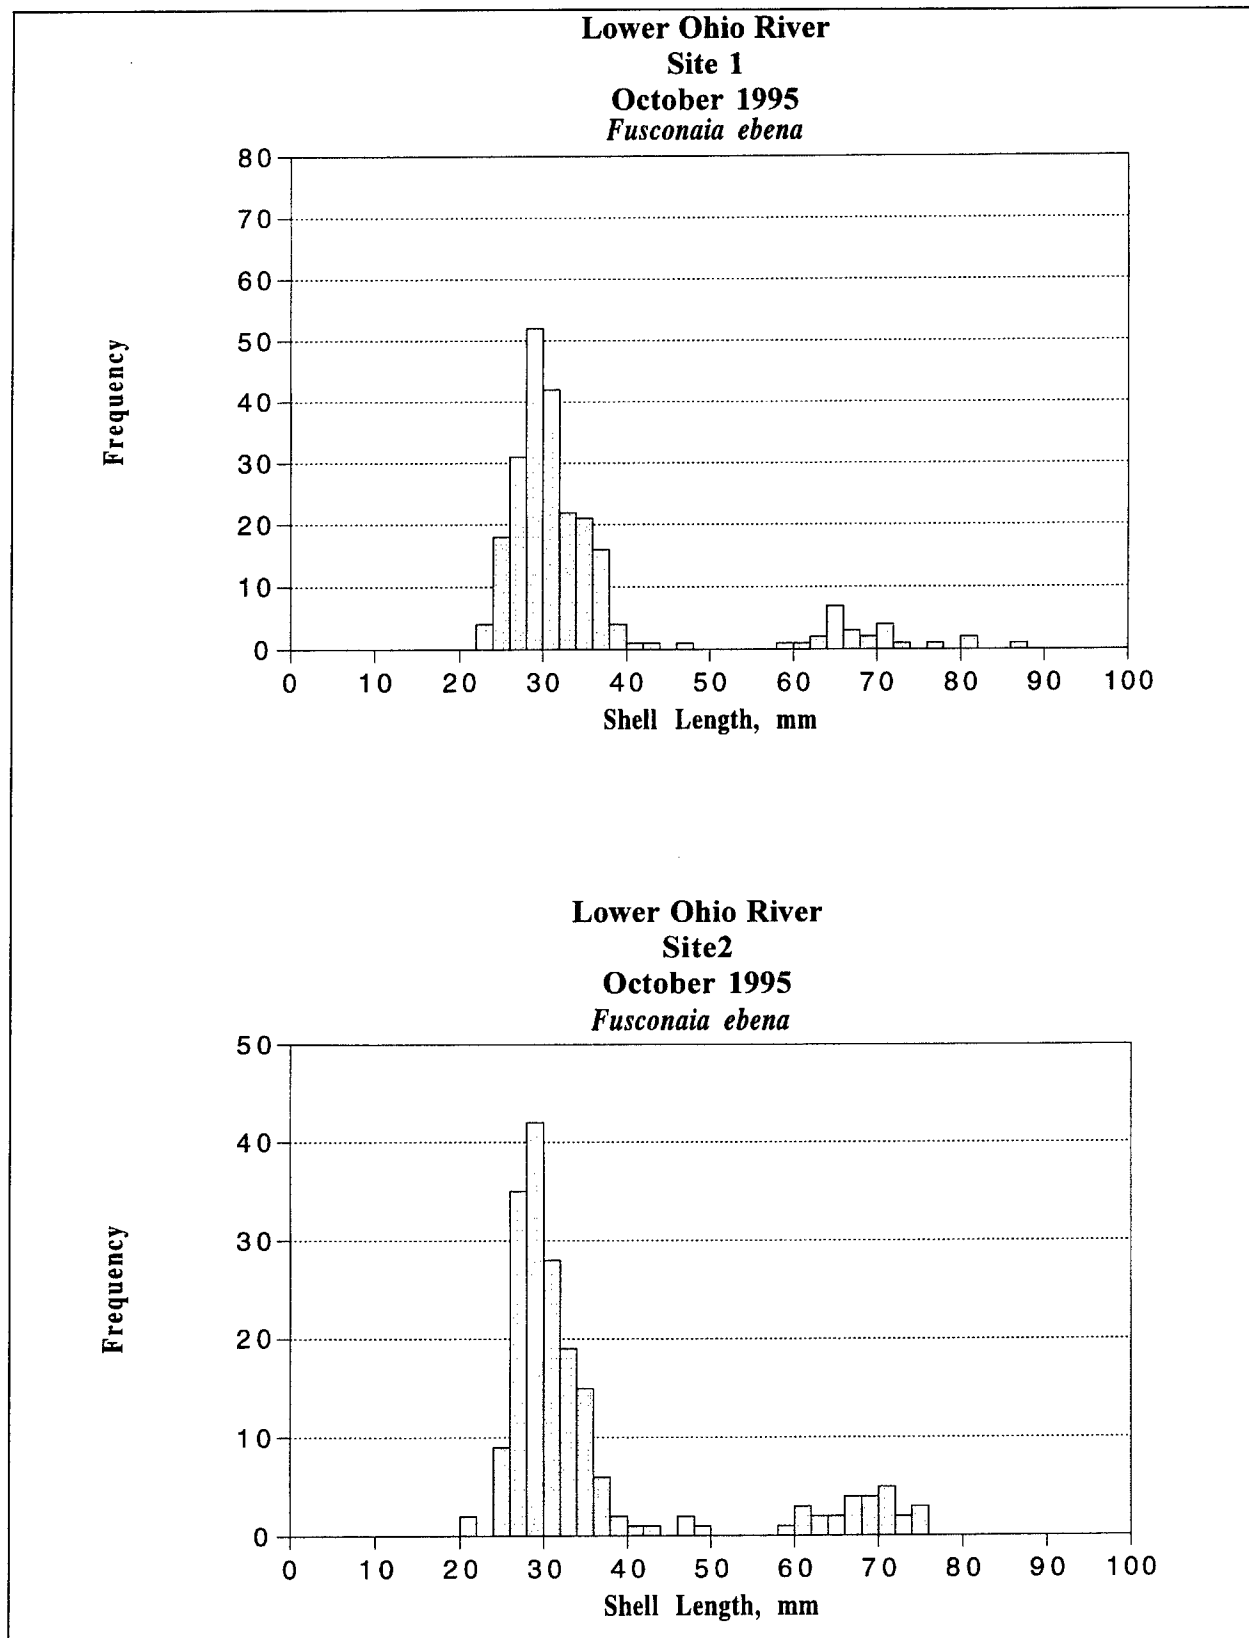 Lower Ohio River
Site 1
October 1995
Fusconaia ebena
80
70
60
50
40
30
20
10
0
Frequency
0 10 20 30 40 50 60 70 80 90 100
Shell Length, mm
Lower Ohio River
Site2
October 1995
Fusconaia ebena
50
40
30
20
10
0
Frequency
0 10 20 30 40 50 60 70 80 90 100
Shell Length, mm